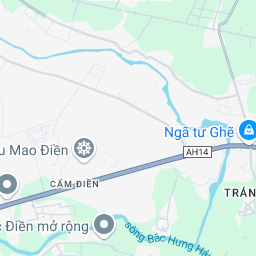 Ngã tư Ghẽ
AH14
Mao Điền
CẨM ĐIỀN
TRÁN
Điền mở rộng
sông Bắc Hưng Hải